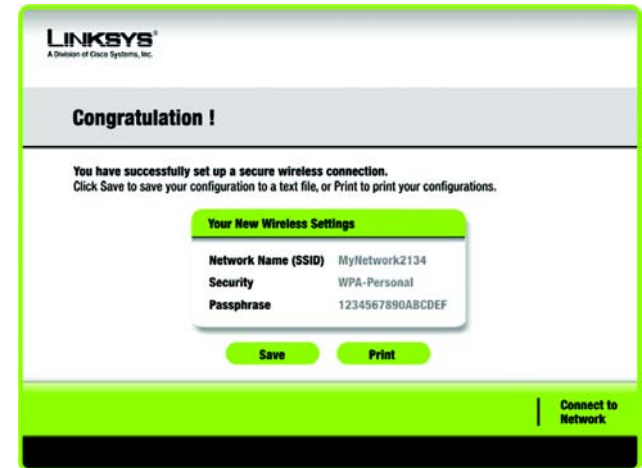 LINKSYS®
A Division of Cisco Systems, Inc.
Congratulation !
You have successfully set up a secure wireless connection.
Click Save to save your configuration to a text file, or Print to print your configurations.
Your New Wireless Settings
Network Name (SSID) MyNetwork2134
Security WPA-Personal
Passphrase 1234567890ABCDEF
Save Print
Connect to
Network